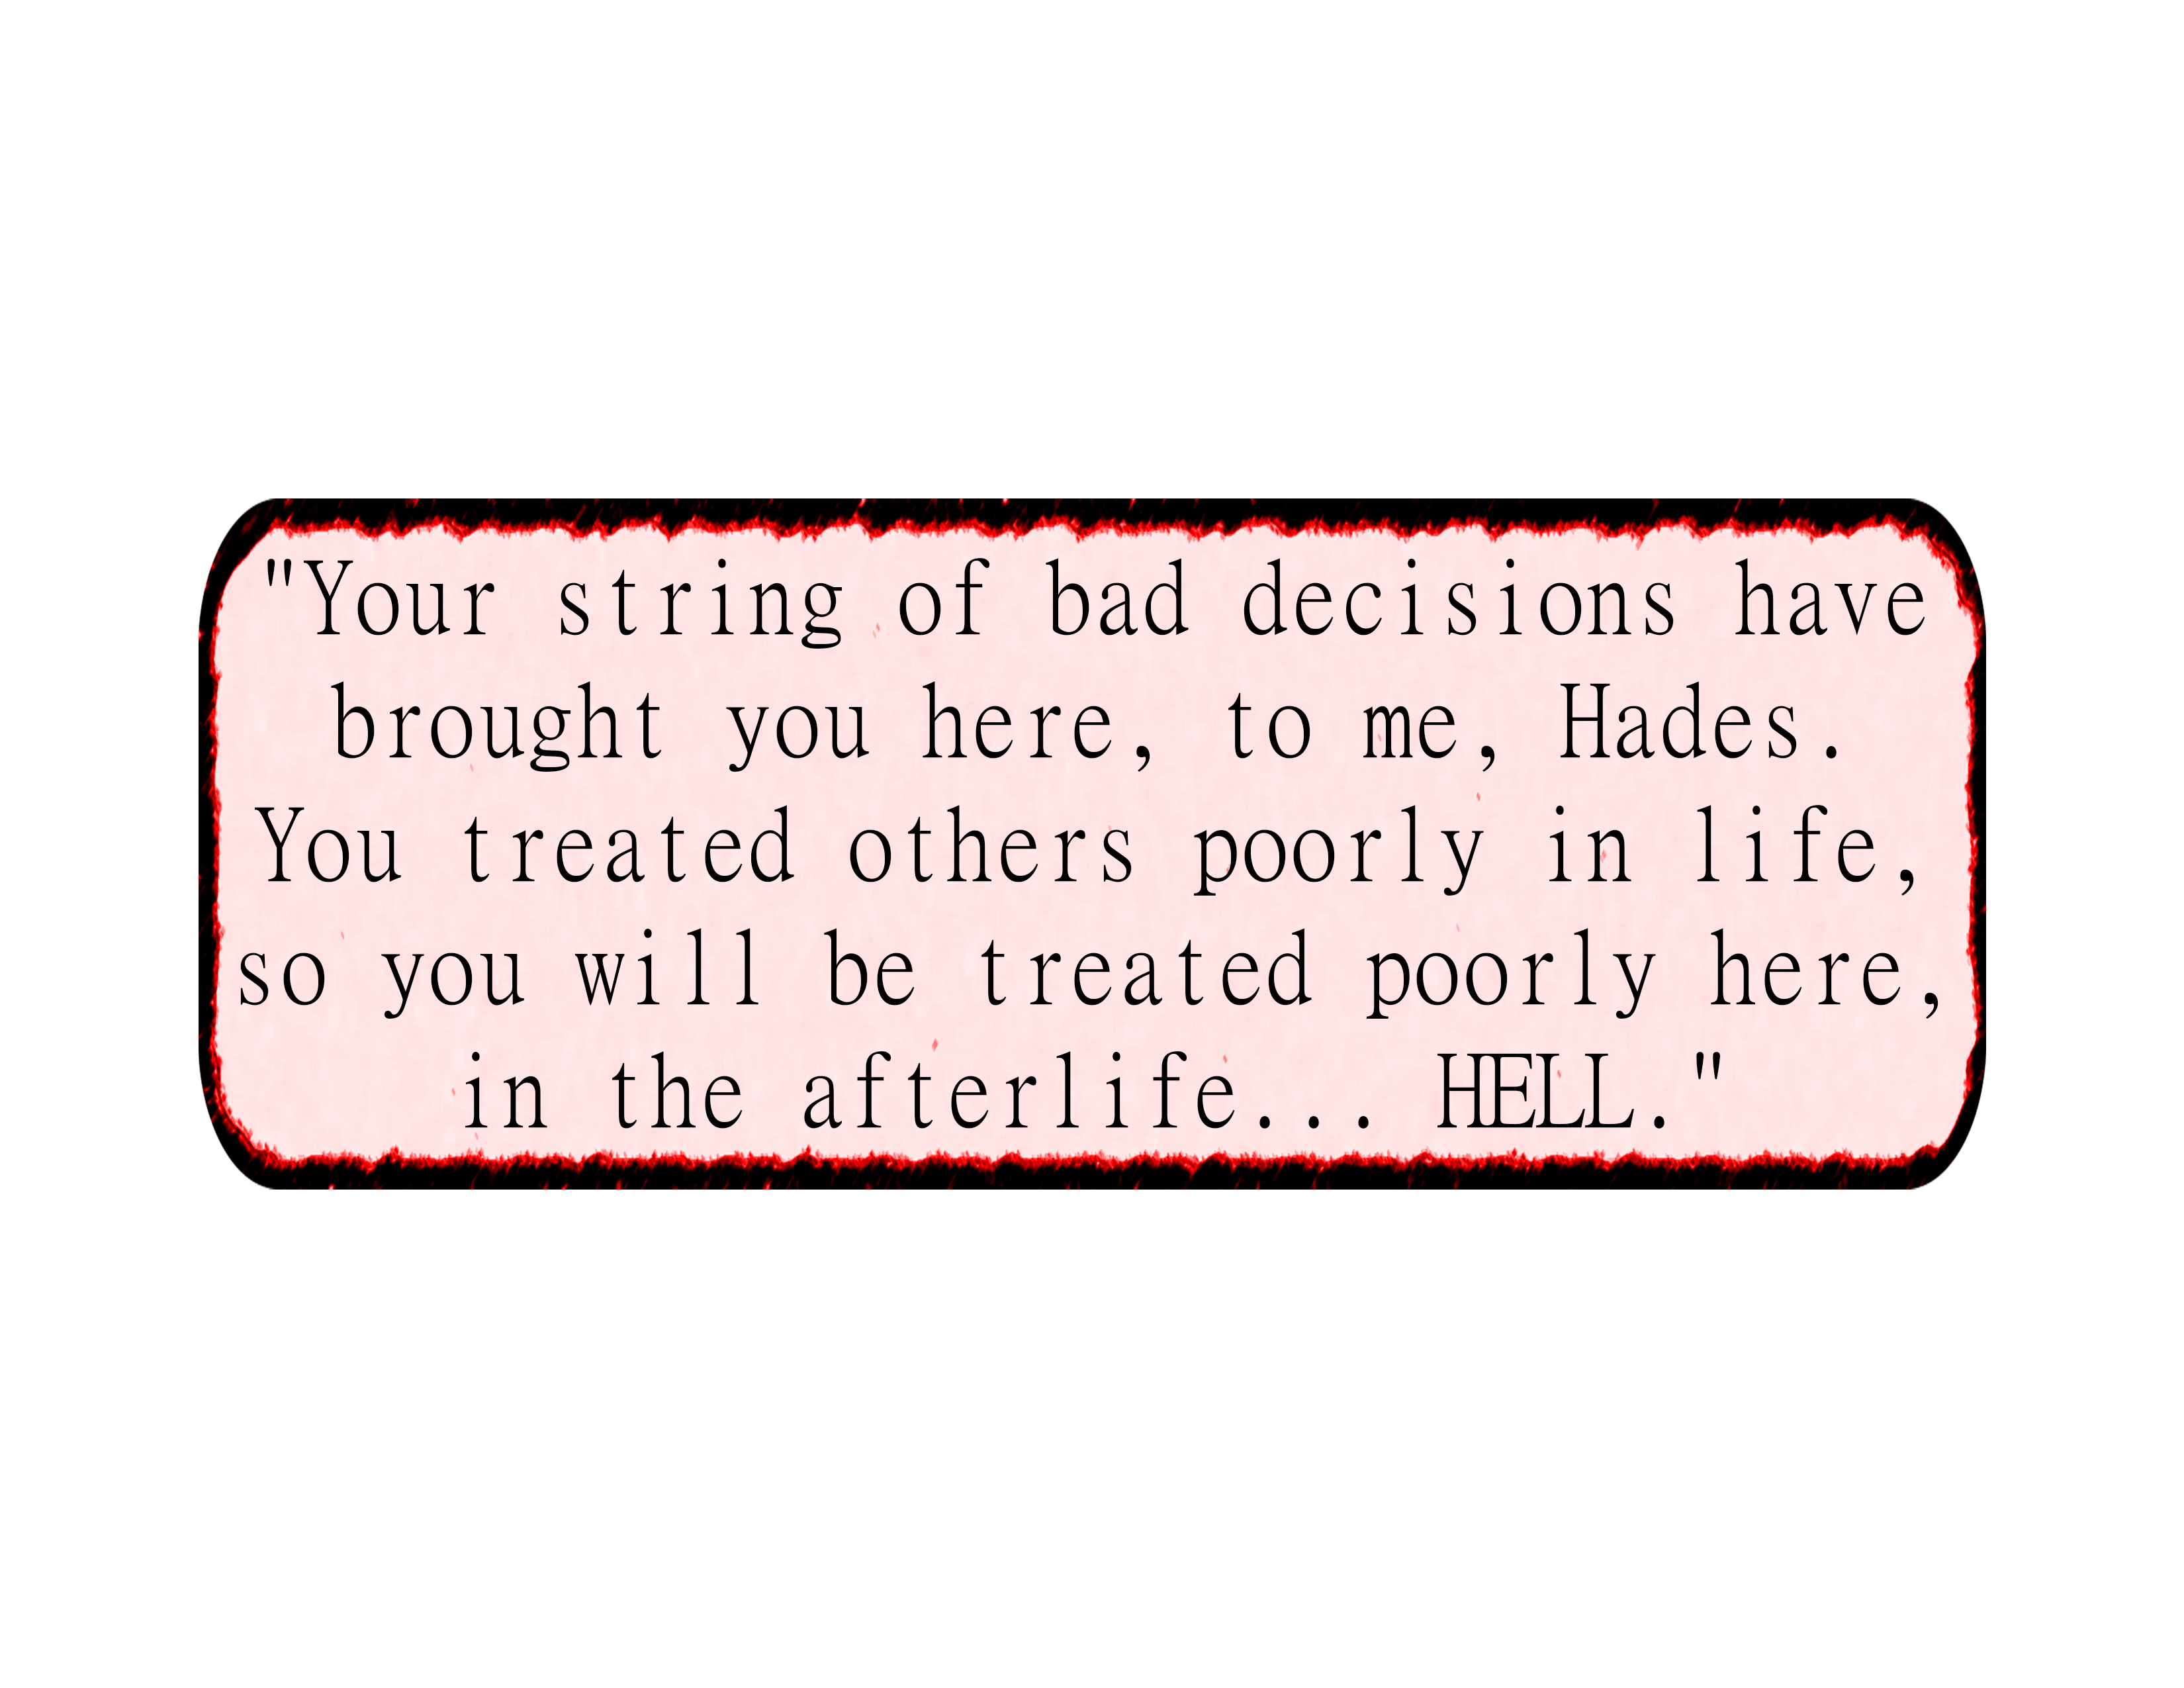 "Your string of bad decisions have
brought you here, to me, Hades.
You treated others poorly in life,
so you will be treated poorly here,
in the afterlife... HELL."